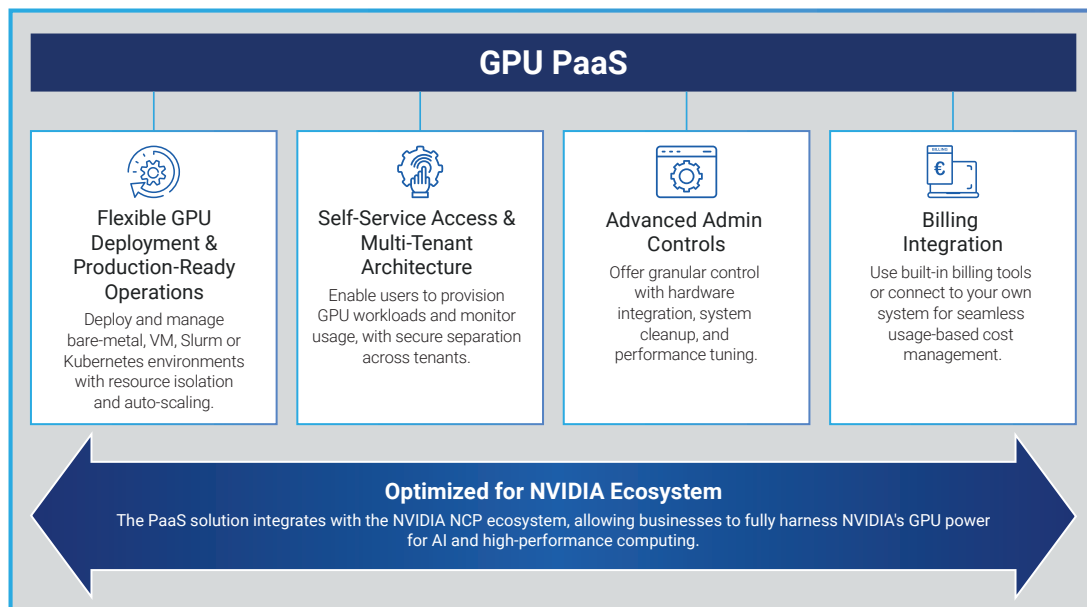 GPU PaaS
Flexible GPU
Deployment &
Production-Ready
Operations
Deploy and manage
bare-metal, VM, Slurm or
Kubernetes environments
with resource isolation
and auto-scaling.
Self-Service Access &
Multi-Tenant
Architecture
Enable users to provision
GPU workloads and monitor
usage, with secure separation
across tenants.
Advanced Admin
Controls
Offer granular control
with hardware
integration, system
cleanup, and
performance tuning.
BILLING
€
Billing
Integration
Use built-in billing tools
or connect to your own
system for seamless
usage-based cost
management.
Optimized for NVIDIA Ecosystem
The PaaS solution integrates with the NVIDIA NCP ecosystem, allowing businesses to fully harness NVIDIA's GPU power
for AI and high-performance computing.